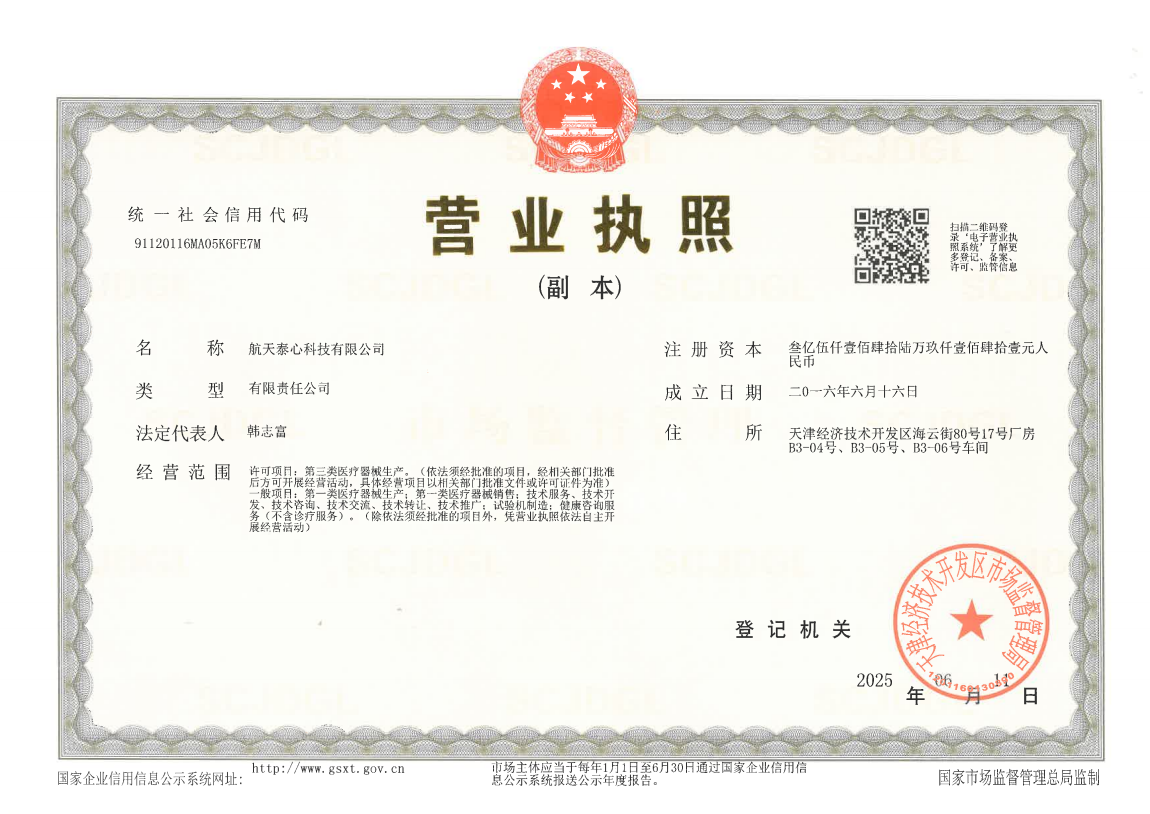 统一社会信用代码
91120116MA05K6FE7M
营业执照
(副 本)
扫描二维码登
录‘电子营业执
照系统’了解更
多登记、备案、
许可、监管信息
名 称 航天泰心科技有限公司
类 型 有限责任公司
法定代表人 韩志富
经营范围 许可项目：第三类医疗器械生产。（依法须经批准的项目，经相关部门批准
后方可开展经营活动，具体经营项目以相关部门批准文件或许可证件为准）
一般项目：第一类医疗器械生产；第一类医疗器械销售；技术服务、技术开
发、技术咨询、技术交流、技术转让、技术推广；试验机制造；健康咨询服
务（不含诊疗服务）。（除依法须经批准的项目外，凭营业执照依法自主开
展经营活动）
注册资本 叁亿伍仟壹佰肆拾陆万玖仟壹佰肆拾壹元人
民币
成立日期 二0一六年六月十六日
住 所 天津经济技术开发区海云街80号17号厂房
B3-04号、B3-05号、B3-06号车间
登记机关
天津经济技术开发区市场监督管理局
2025 年 06 月 11 日
国家企业信用信息公示系统网址：
http://www.gsxt.gov.cn
市场主体应当于每年1月1日至6月30日通过国家企业信用信
息公示系统报送公示年度报告。
国家市场监督管理总局监制
SCJDGL